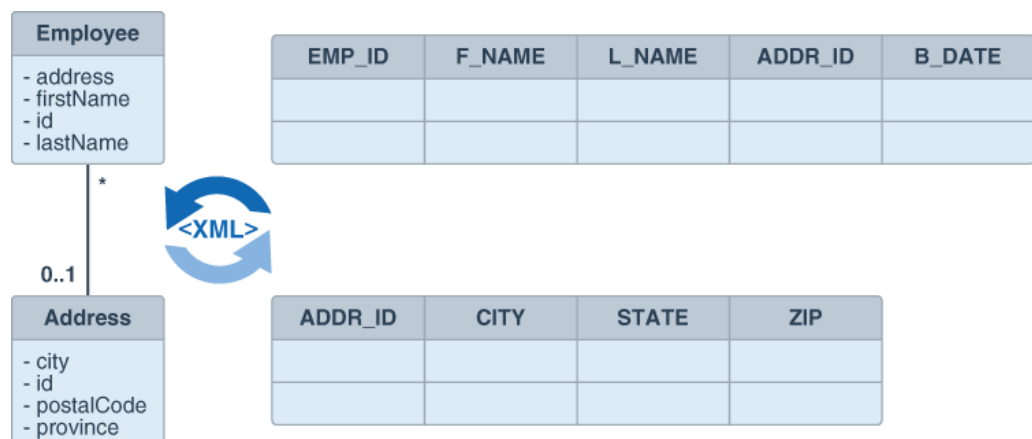 Employee
- address
- firstName
- id
- lastName
EMP_ID F_NAME L_NAME ADDR_ID B_DATE
*
<XML>
0..1
Address
- city
- id
- postalCode
- province
ADDR_ID CITY STATE ZIP